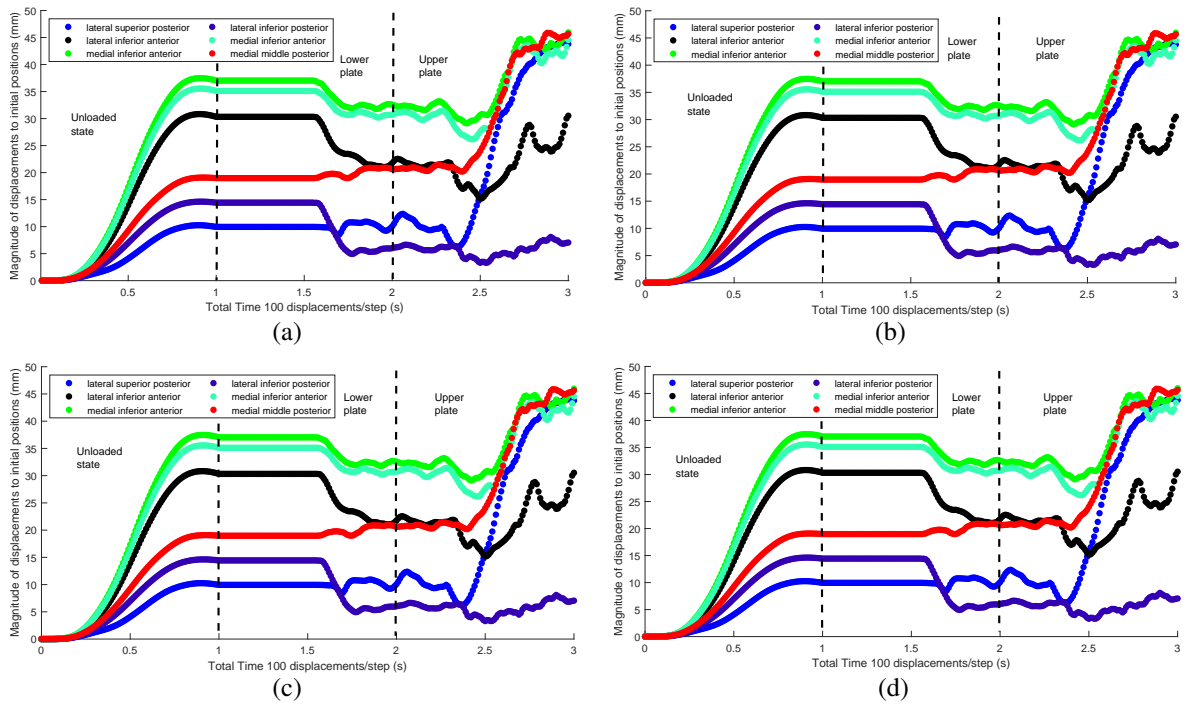 50
45
40
35
30
25
20
15
10
5
0
Magnitude of displacements to initial positions (mm)
lateral superior posterior
lateral inferior anterior
medial inferior anterior
lateral inferior posterior
medial inferior anterior
medial middle posterior
Unloaded
state
Lower
plate
Upper
plate
0 0.5 1 1.5 2 2.5 3
Total Time 100 displacements/step (s)
(a)
50
45
40
35
30
25
20
15
10
5
0
Magnitude of displacements to initial positions (mm)
lateral superior posterior
lateral inferior anterior
medial inferior anterior
lateral inferior posterior
medial inferior anterior
medial middle posterior
Unloaded
state
Lower
plate
Upper
plate
0 0.5 1 1.5 2 2.5 3
Total Time 100 displacements/step (s)
(b)
50
45
40
35
30
25
20
15
10
5
0
Magnitude of displacements to initial positions (mm)
lateral superior posterior
lateral inferior anterior
medial inferior anterior
lateral inferior posterior
medial inferior anterior
medial middle posterior
Unloaded
state
Lower
plate
Upper
plate
0 0.5 1 1.5 2 2.5 3
Total Time 100 displacements/step (s)
(c)
50
45
40
35
30
25
20
15
10
5
0
Magnitude of displacements to initial positions (mm)
lateral superior posterior
lateral inferior anterior
medial inferior anterior
lateral inferior posterior
medial inferior anterior
medial middle posterior
Unloaded
state
Lower
plate
Upper
plate
0 0.5 1 1.5 2 2.5 3
Total Time 100 displacements/step (s)
(d)